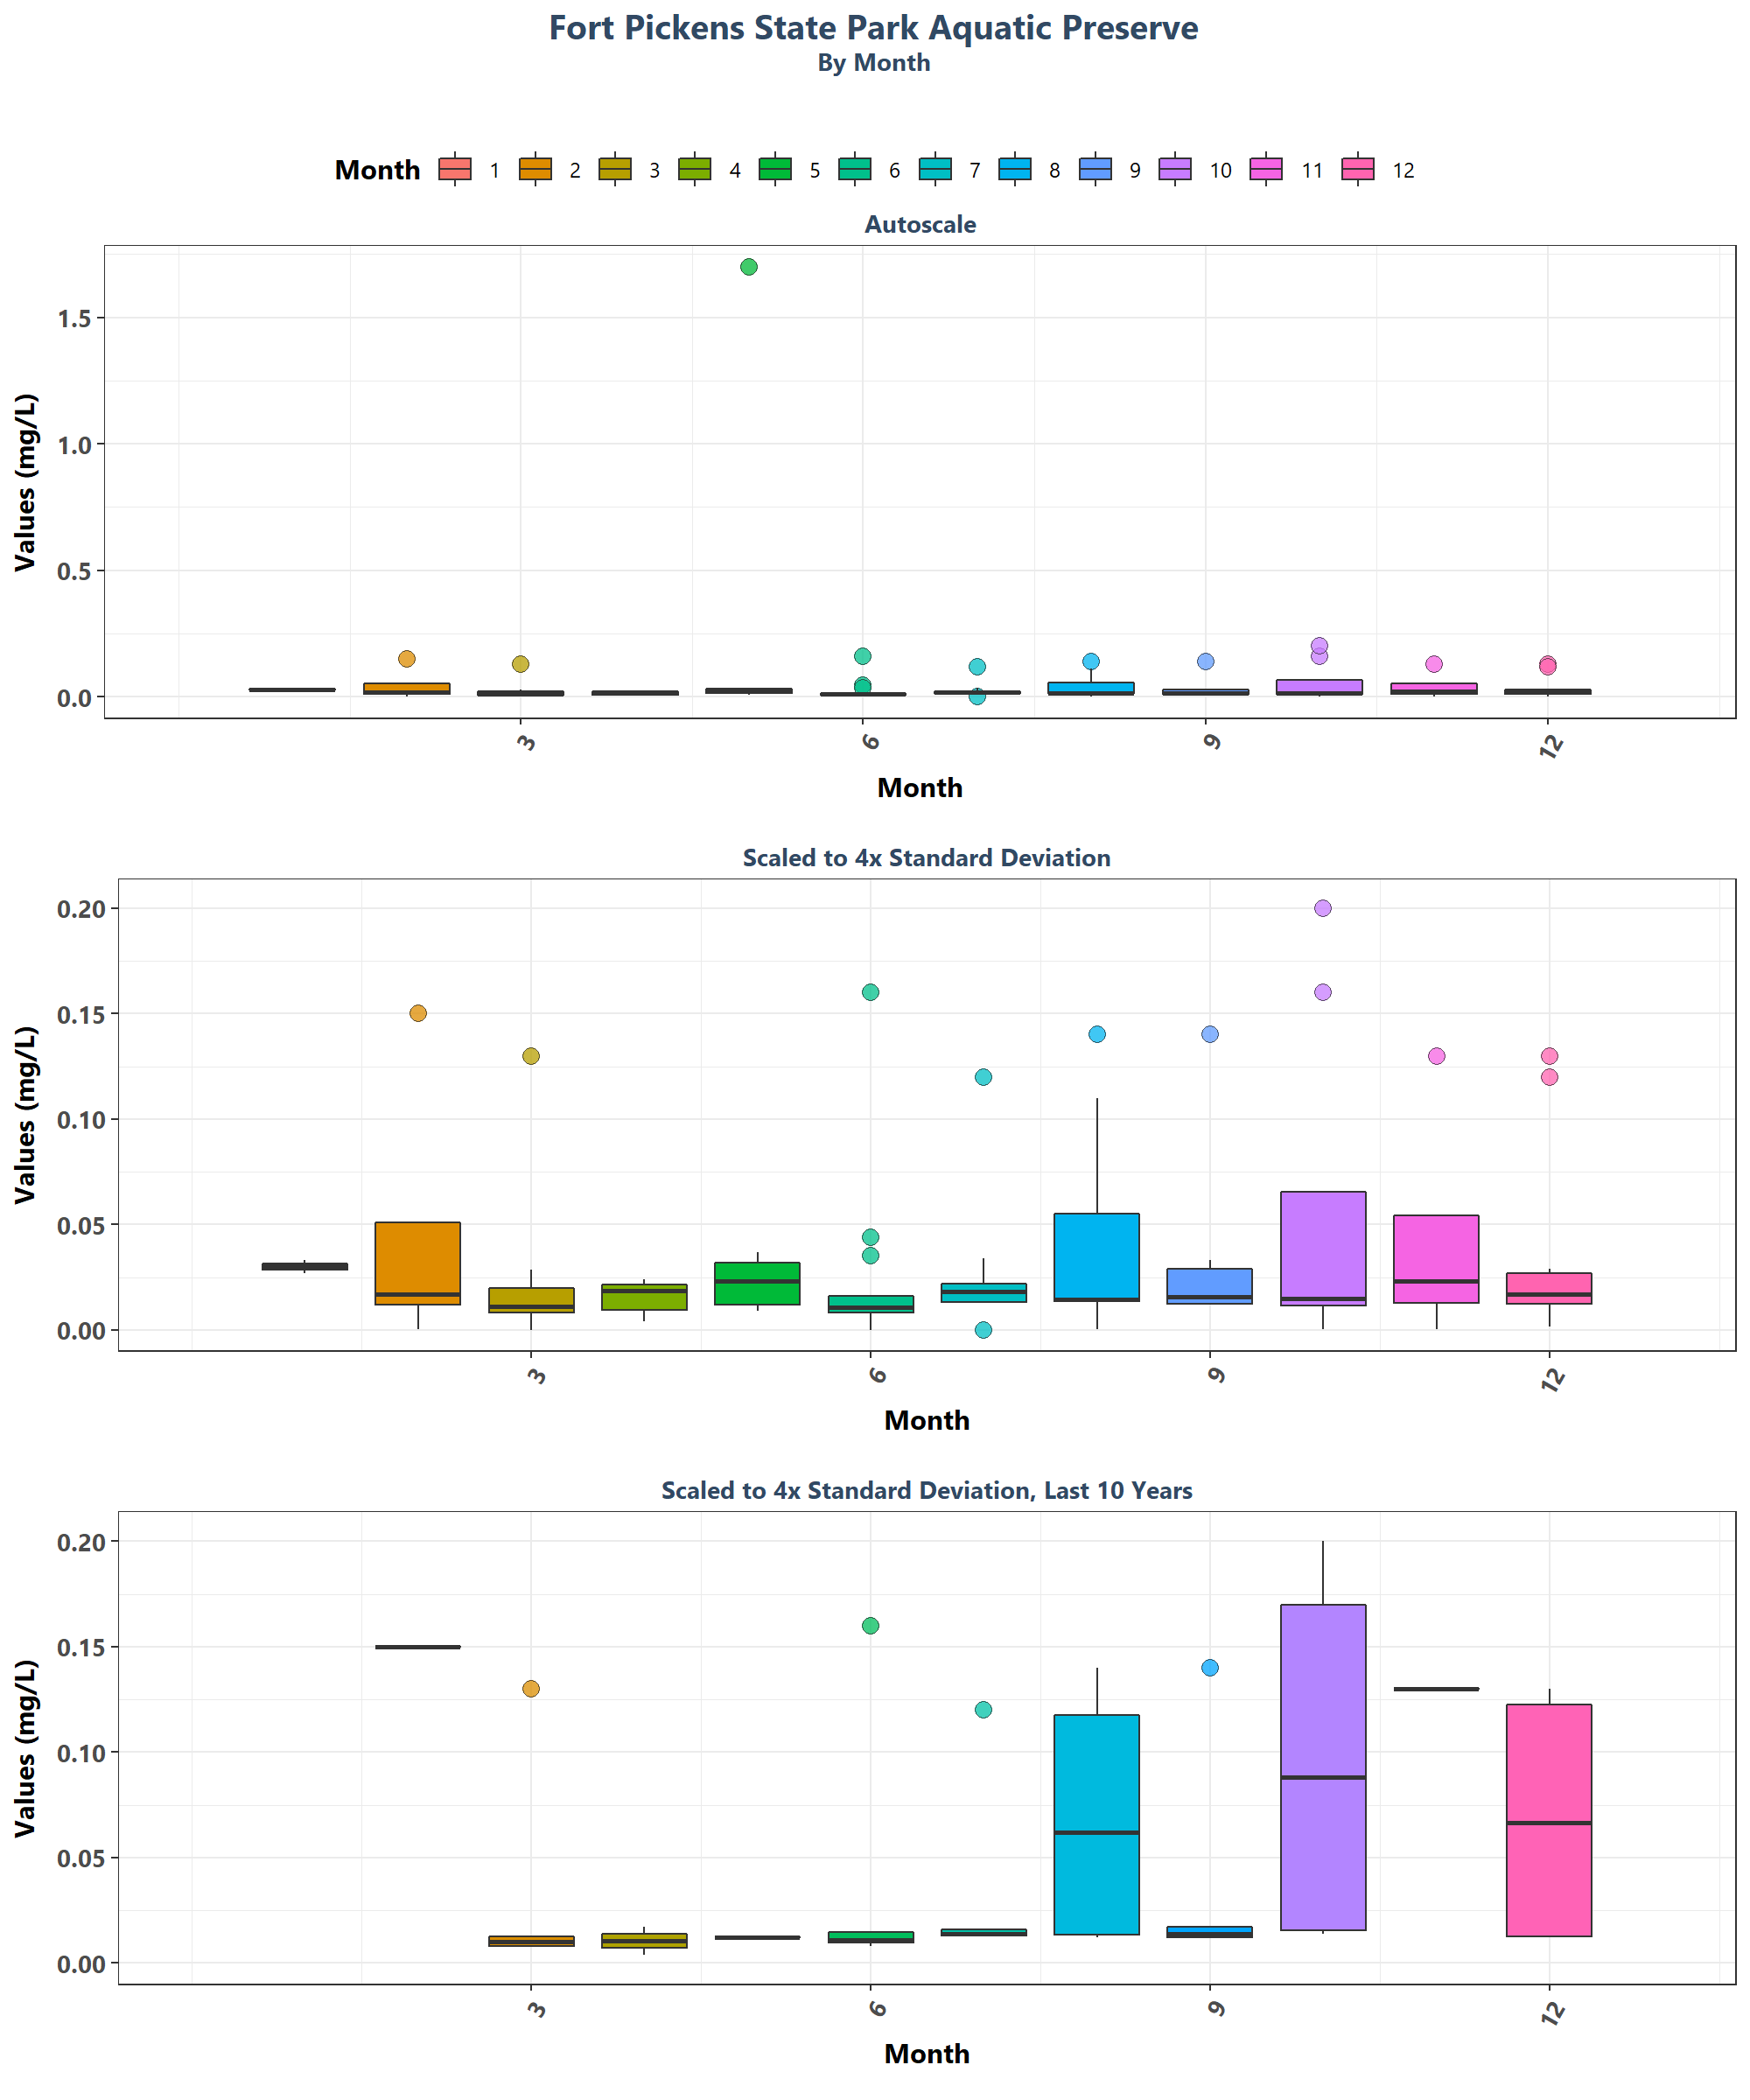 Fort Pickens State Park Aquatic Preserve
By Month
Month 1 2 3 4 5 6 7 8 9 10 11 12
Autoscale
Values (mg/L)
1.5
1.0
0.5
0.0
3 6 9 12
Month
Scaled to 4x Standard Deviation
Values (mg/L)
0.20
0.15
0.10
0.05
0.00
3 6 9 12
Month
Scaled to 4x Standard Deviation, Last 10 Years
Values (mg/L)
0.20
0.15
0.10
0.05
0.00
3 6 9 12
Month